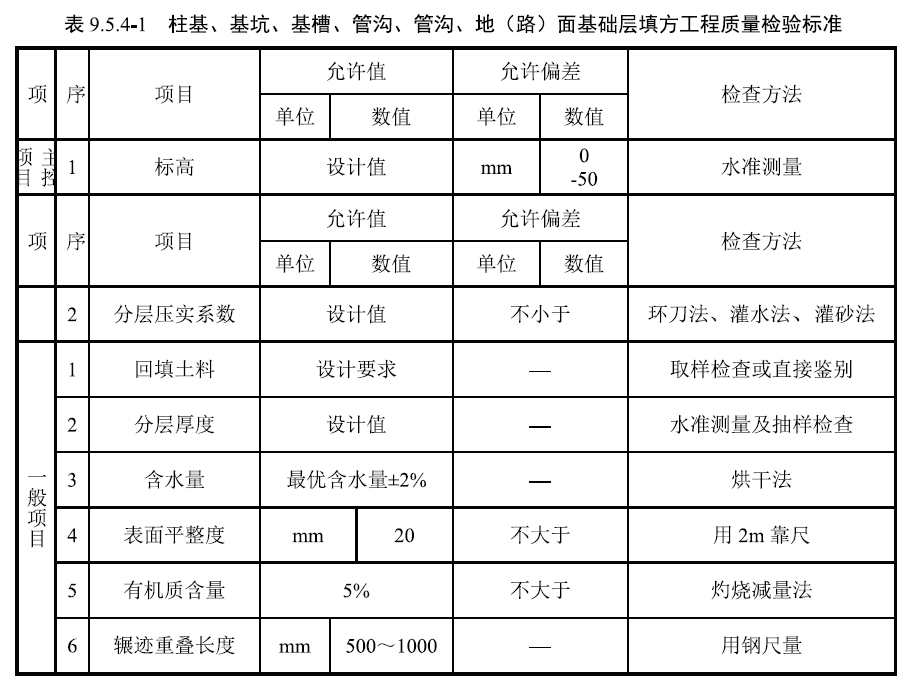 表 9.5.4-1 柱基、基坑、基槽、管沟、管沟、地（路）面基础层填方工程质量检验标准
项 序 项目 允许值 允许偏差 检查方法
单位 数值 单位 数值
主控项目 1 标高 设计值 mm 0 -50 水准测量
项 序 项目 允许值 允许偏差 检查方法
单位 数值 单位 数值
2 分层压实系数 设计值 不小于 环刀法、灌水法、灌砂法
一般项目 1 回填土料 设计要求 — 取样检查或直接鉴别
2 分层厚度 设计值 — 水准测量及抽样检查
3 含水量 最优含水量±2% — 烘干法
4 表面平整度 mm 20 不大于 用 2m 靠尺
5 有机质含量 5% 不大于 灼烧减量法
6 辗迹重叠长度 mm 500～1000 — 用钢尺量